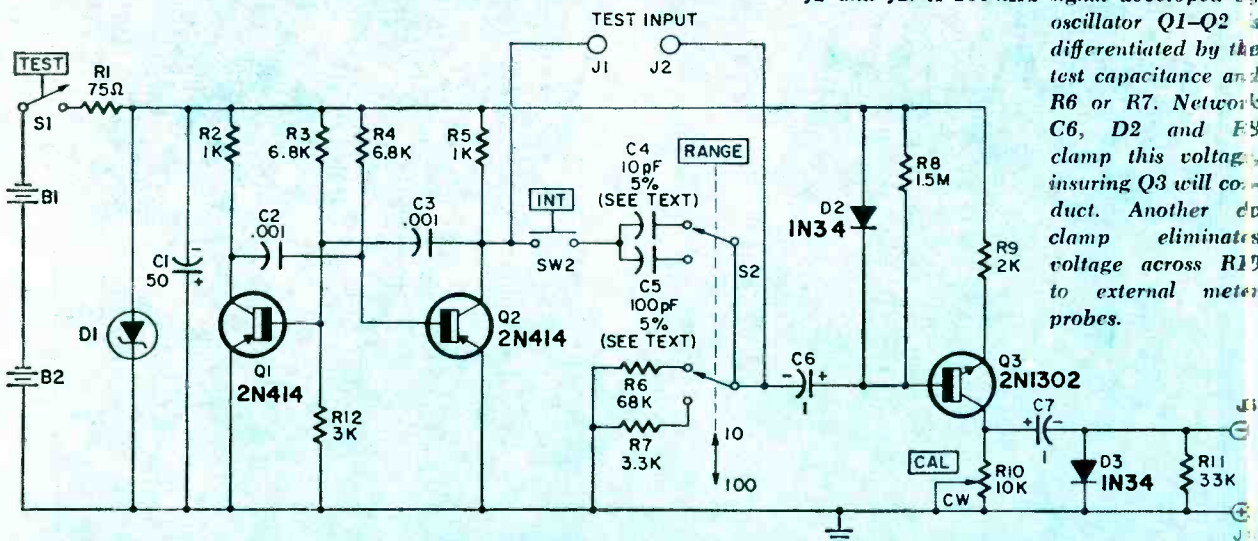 oscillator Q1–Q2
differentiated by the
test capacitance and
R6 or R7. Network
C6, D2 and
clamp this voltage,
insuring Q3 will con-
duct. Another dc
clamp eliminates
voltage across
to external meter
probes.
TEST INPUT
J1 J2
TEST
S1
R1
75Ω
B1
B2
D1
C1
50
-
+
R2
1K
R3
6.8K
R4
6.8K
R5
1K
C2
.001
C3
.001
Q1
2N414
R12
3K
Q2
2N414
INT
SW2
C4
10pF
5%
(SEE TEXT)
C5
100pF
5%
(SEE TEXT)
RANGE
S2
R6
68K
R7
3.3K
10
100
C6
- +
1
D2
1N34
R8
1.5M
R9
2K
Q3
2N1302
C7
+ -
1
CAL
R10
10K
CW
D3
1N34
R11
33K
-
+